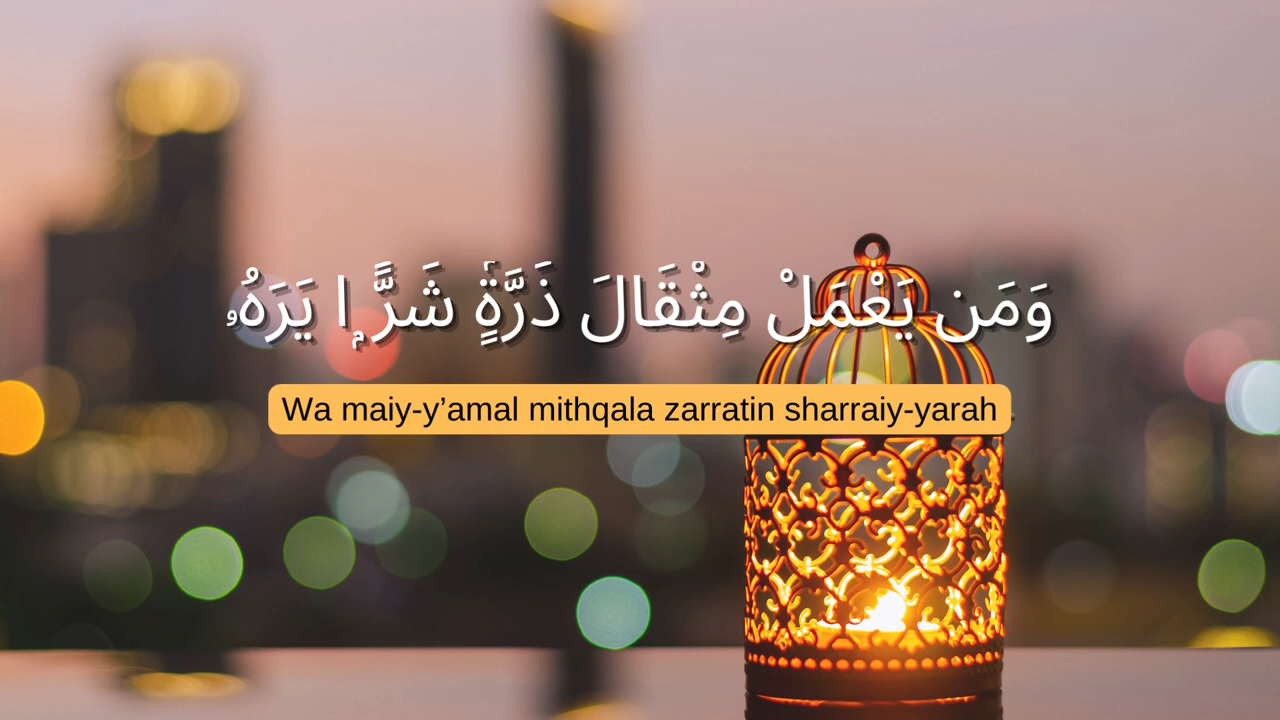 وَمَن يَعْمَلْ مِثْقَالَ ذَرَّةٍۢ شَرًّۭا يَرَهُۥ
Wa maiy-y’amal mithqala zarratin sharraiy-yarah